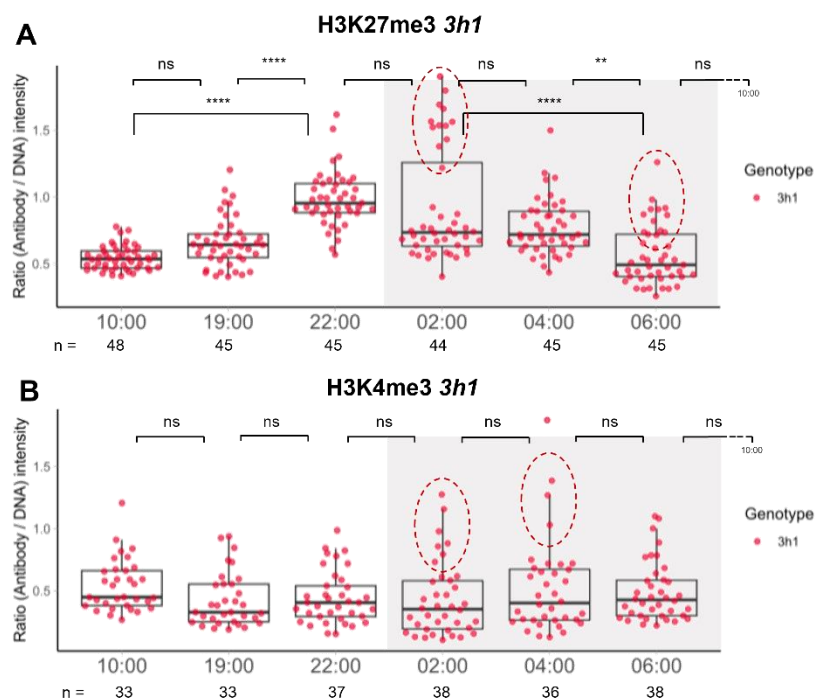 A
H3K27me3 3h1
ns **** ns ns ** ns
**** **** 10:00
Ratio (Antibody / DNA) intensity
1.5
1.0
0.5
Genotype
3h1
10:00 19:00 22:00 02:00 04:00 06:00
n = 48 45 45 44 45 45
B
H3K4me3 3h1
ns ns ns ns ns ns
10:00
Ratio (Antibody / DNA) intensity
1.5
1.0
0.5
Genotype
3h1
10:00 19:00 22:00 02:00 04:00 06:00
n = 33 33 37 38 36 38